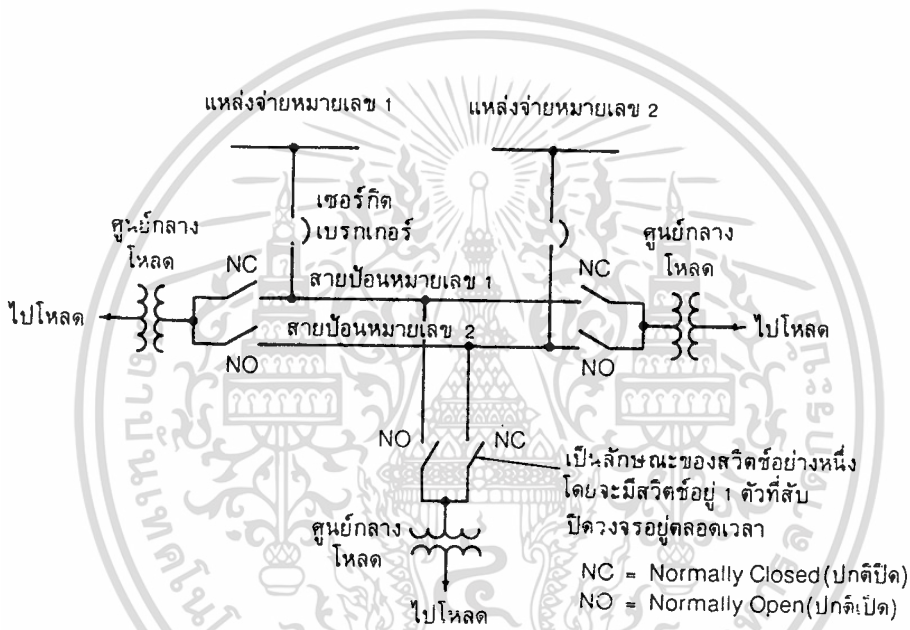 แหล่งจ่ายหมายเลข 1
แหล่งจ่ายหมายเลข 2
เซอร์กิต
เบรกเกอร์
ศูนย์กลาง
โหลด
ศูนย์กลาง
โหลด
NC
สายป้อนหมายเลข 1
NC
ไปโหลด
สายป้อนหมายเลข 2
ไปโหลด
NO
NO
NO
NC
เป็นลักษณะของสวิตช์อย่างหนึ่ง
โดยจะมีสวิตช์อยู่ 1 ตัวที่สับ
ปิดวงจรอยู่ตลอดเวลา
ศูนย์กลาง
โหลด
NC = Normally Closed(ปกติปิด)
NO = Normally Open(ปกติเปิด)
ไปโหลด